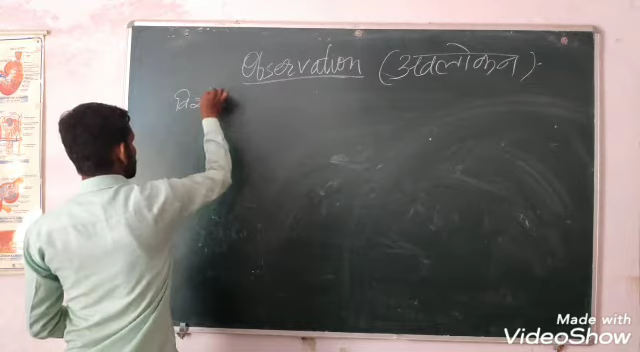 Observation (अवलोकन):-
Made with
VideoShow